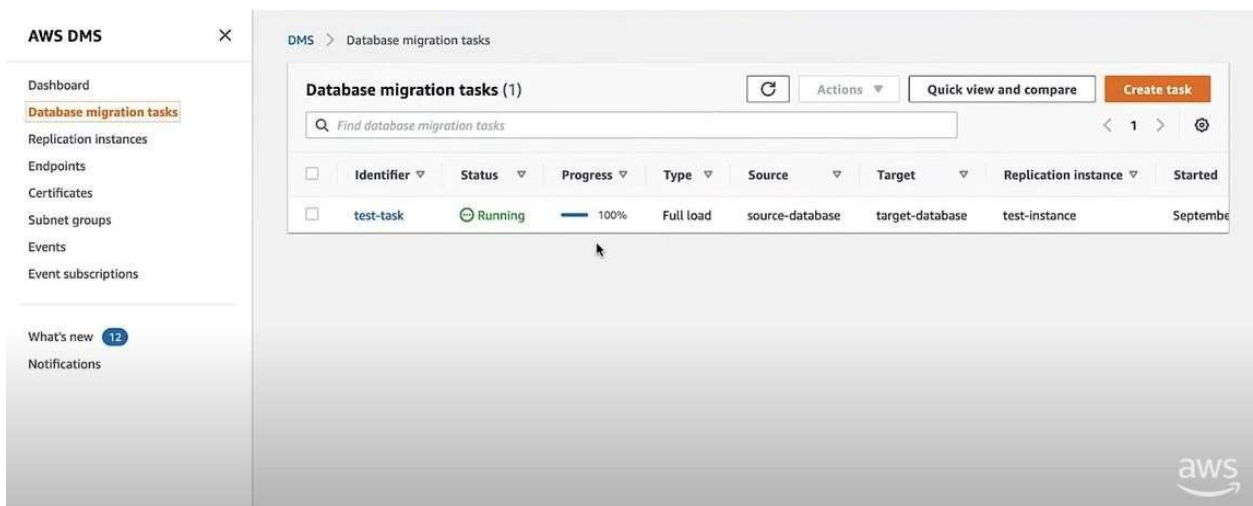 AWS DMS
Dashboard
Database migration tasks
Replication instances
Endpoints
Certificates
Subnet groups
Events
Event subscriptions
What's new 12
Notifications
DMS > Database migration tasks
Database migration tasks (1)
Actions
Quick view and compare
Create task
Find database migration tasks
1
Identifier Status Progress Type Source Target Replication instance Started
test-task Running 100% Full load source-database target-database test-instance Septembe
aws